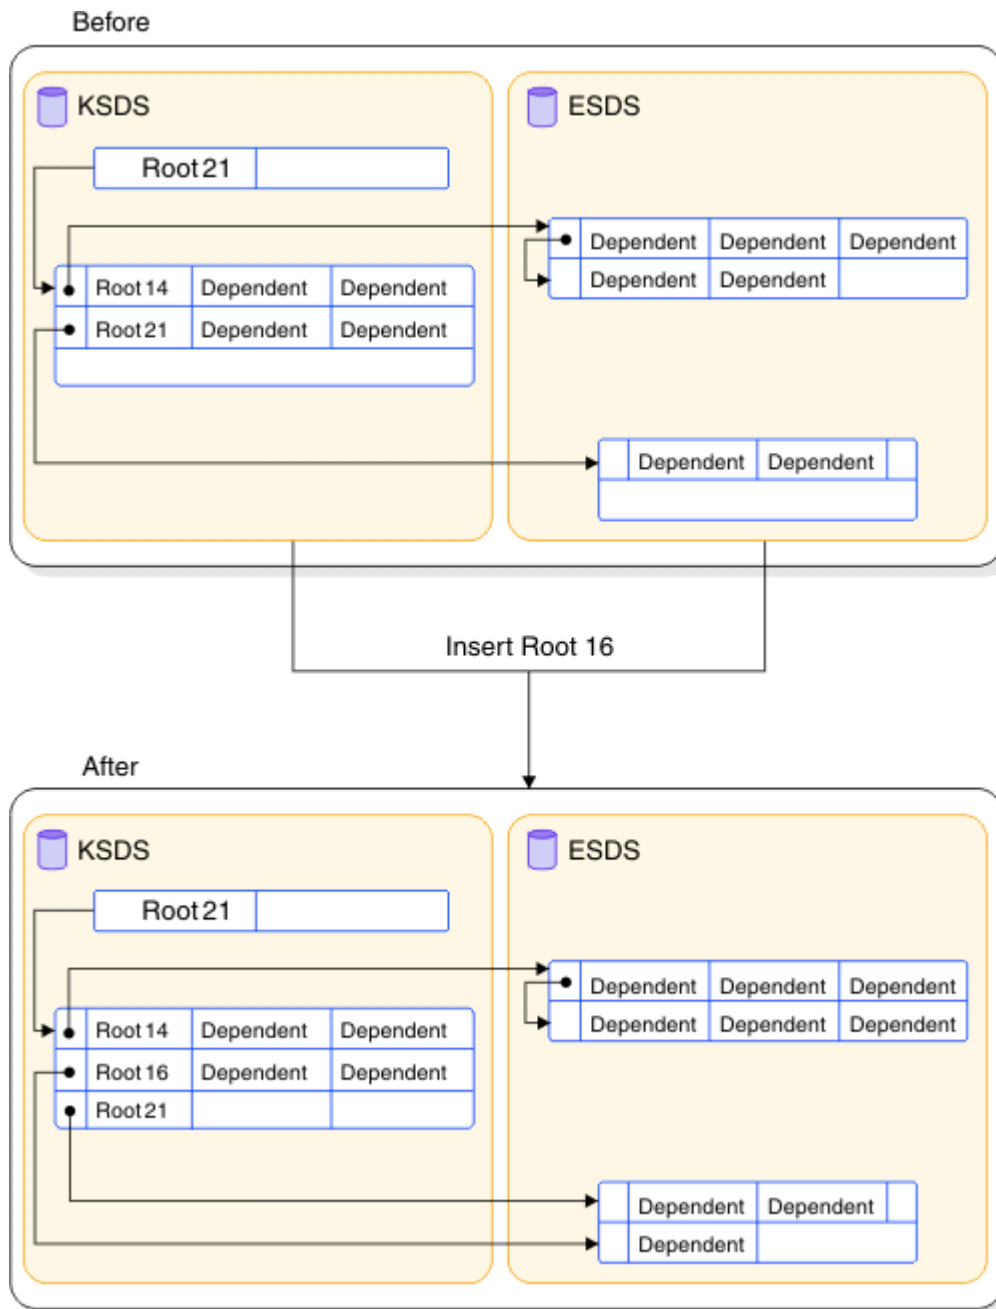 Before
KSDS
Root 21
Root 14 Dependent Dependent
Root 21 Dependent Dependent
ESDS
Dependent Dependent Dependent
Dependent Dependent
Dependent Dependent
Insert Root 16
After
KSDS
Root 21
Root 14 Dependent Dependent
Root 16 Dependent Dependent
Root 21
ESDS
Dependent Dependent Dependent
Dependent Dependent Dependent
Dependent Dependent
Dependent